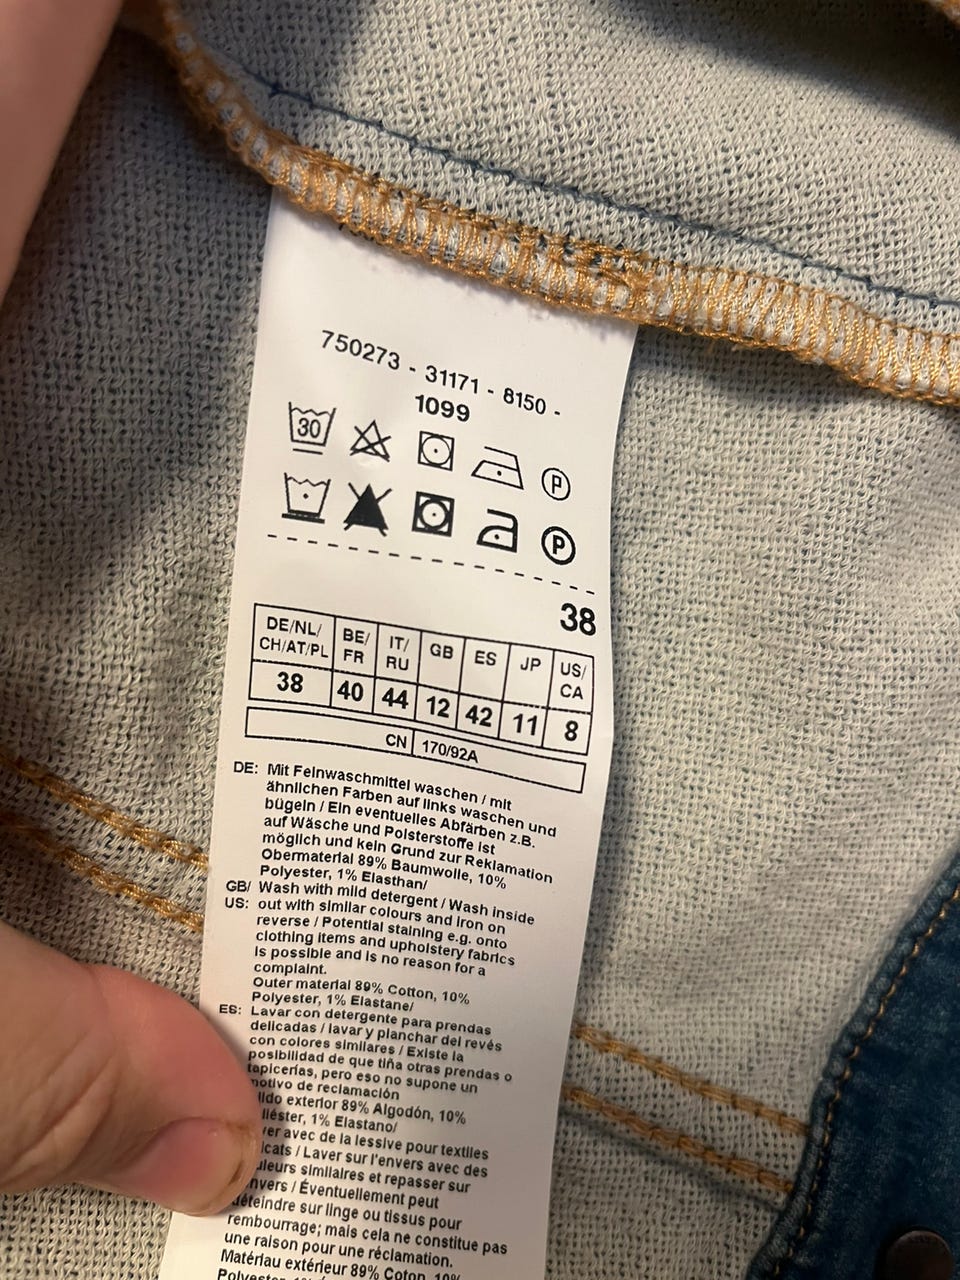 750273 - 31171 - 8150 -
1099
30
P
P
38
DE/NL/ CH/AT/PL BE/ FR IT/ RU GB ES JP US/ CA
38 40 44 12 42 11 8
CN 170/92A
DE: Mit Feinwaschmittel waschen / mit
ähnlichen Farben auf links waschen und
bügeln / Ein eventuelles Abfärben z.B.
auf Wäsche und Polsterstoffe ist
möglich und kein Grund zur Reklamation
Obermaterial 89% Baumwolle, 10%
Polyester, 1% Elasthan/
GB/ Wash with mild detergent / Wash inside
US: out with similar colours and iron on
reverse / Potential staining e.g. onto
clothing items and upholstery fabrics
is possible and is no reason for a
complaint.
Outer material 89% Cotton, 10%
Polyester, 1% Elastane/
ES: Lavar con detergente para prendas
delicadas / lavar y planchar del revés
con colores similares / Existe la
posibilidad de que tiña otras prendas o
tapicerías, pero eso no supone un
motivo de reclamación
exterior 89% Algodón, 10%
1% Elastano/
avec de la lessive pour textiles
/ Laver sur l'envers avec des
similaires et repasser sur
/ Éventuellement peut
déteindre sur linge ou tissus pour
rembourrage; mais cela ne constitue pas
une raison pour une réclamation.
Matériau extérieur 89% Coton, 10%